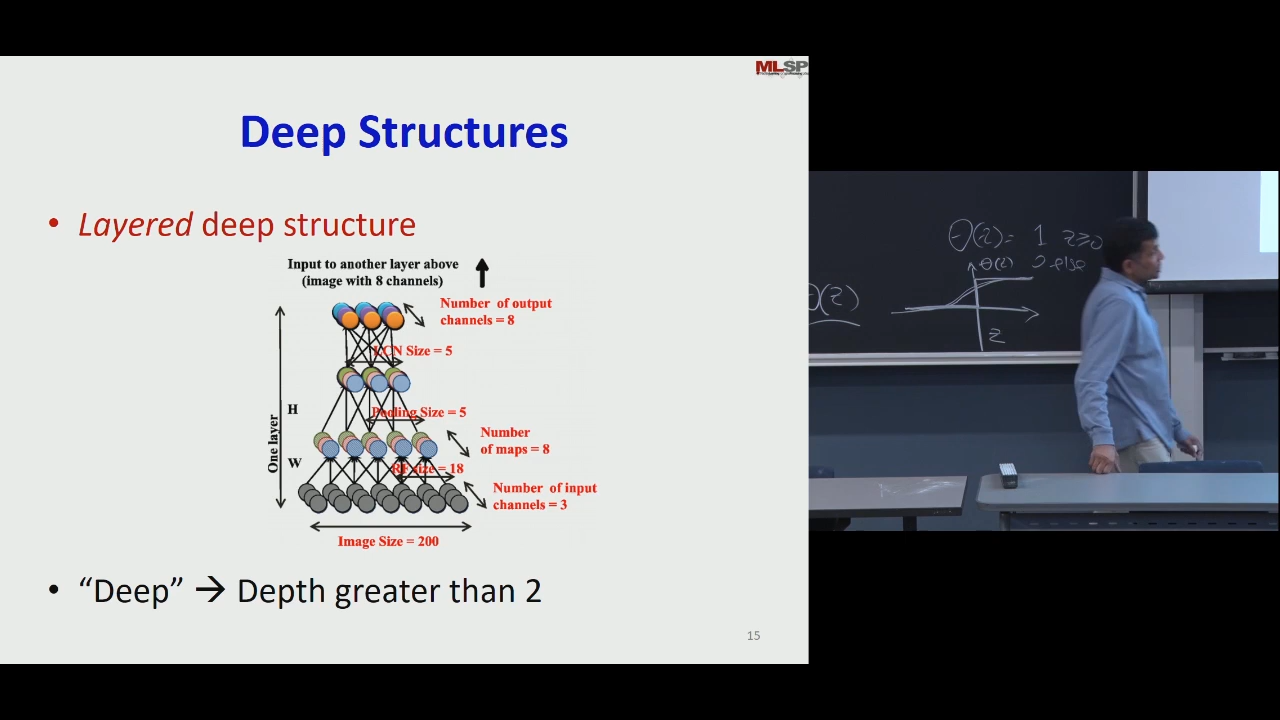 MLSP
Deep Structures
• Layered deep structure
Input to another layer above
(image with 8 channels)
Number of output
channels = 8
LCN Size = 5
H
Pooling Size = 5
Number
of maps = 8
One layer
W
RF size = 18
Number of input
channels = 3
Image Size = 200
• “Deep” → Depth greater than 2
15
θ(z) = 1 z≥0
0 else
θ(z)
(z)
z